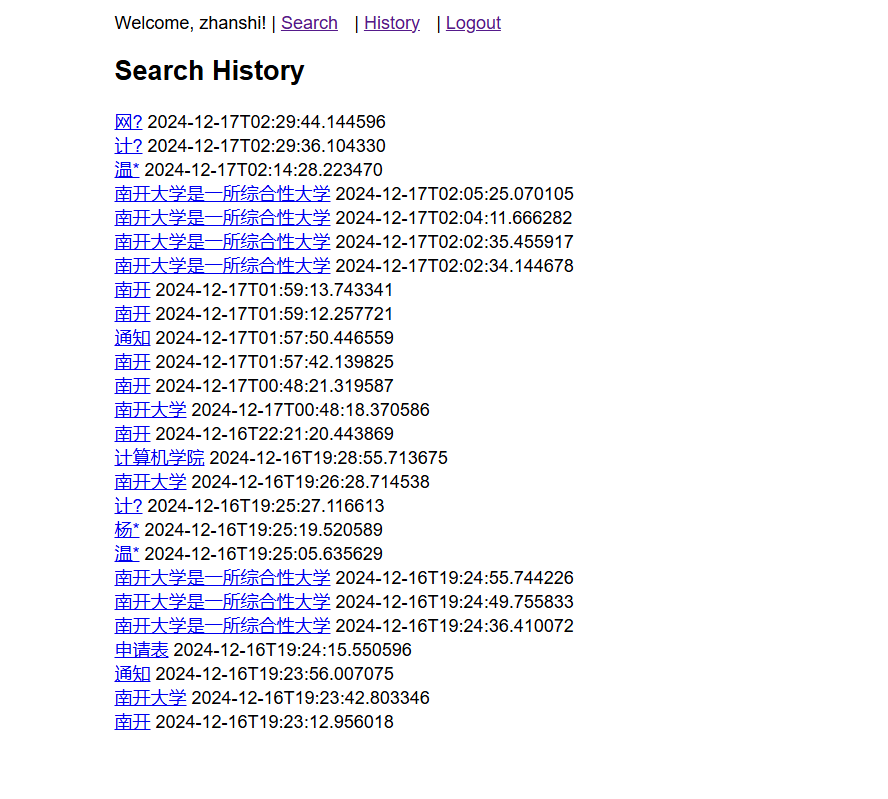 Welcome, zhanshi! | Search | History | Logout
Search History
网? 2024-12-17T02:29:44.144596
计? 2024-12-17T02:29:36.104330
温* 2024-12-17T02:14:28.223470
南开大学是一所综合性大学 2024-12-17T02:05:25.070105
南开大学是一所综合性大学 2024-12-17T02:04:11.666282
南开大学是一所综合性大学 2024-12-17T02:02:35.455917
南开大学是一所综合性大学 2024-12-17T02:02:34.144678
南开 2024-12-17T01:59:13.743341
南开 2024-12-17T01:59:12.257721
通知 2024-12-17T01:57:50.446559
南开 2024-12-17T01:57:42.139825
南开 2024-12-17T00:48:21.319587
南开大学 2024-12-17T00:48:18.370586
南开 2024-12-16T22:21:20.443869
计算机学院 2024-12-16T19:28:55.713675
南开大学 2024-12-16T19:26:28.714538
计? 2024-12-16T19:25:27.116613
杨* 2024-12-16T19:25:19.520589
温* 2024-12-16T19:25:05.635629
南开大学是一所综合性大学 2024-12-16T19:24:55.744226
南开大学是一所综合性大学 2024-12-16T19:24:49.755833
南开大学是一所综合性大学 2024-12-16T19:24:36.410072
申请表 2024-12-16T19:24:15.550596
通知 2024-12-16T19:23:56.007075
南开大学 2024-12-16T19:23:42.803346
南开 2024-12-16T19:23:12.956018